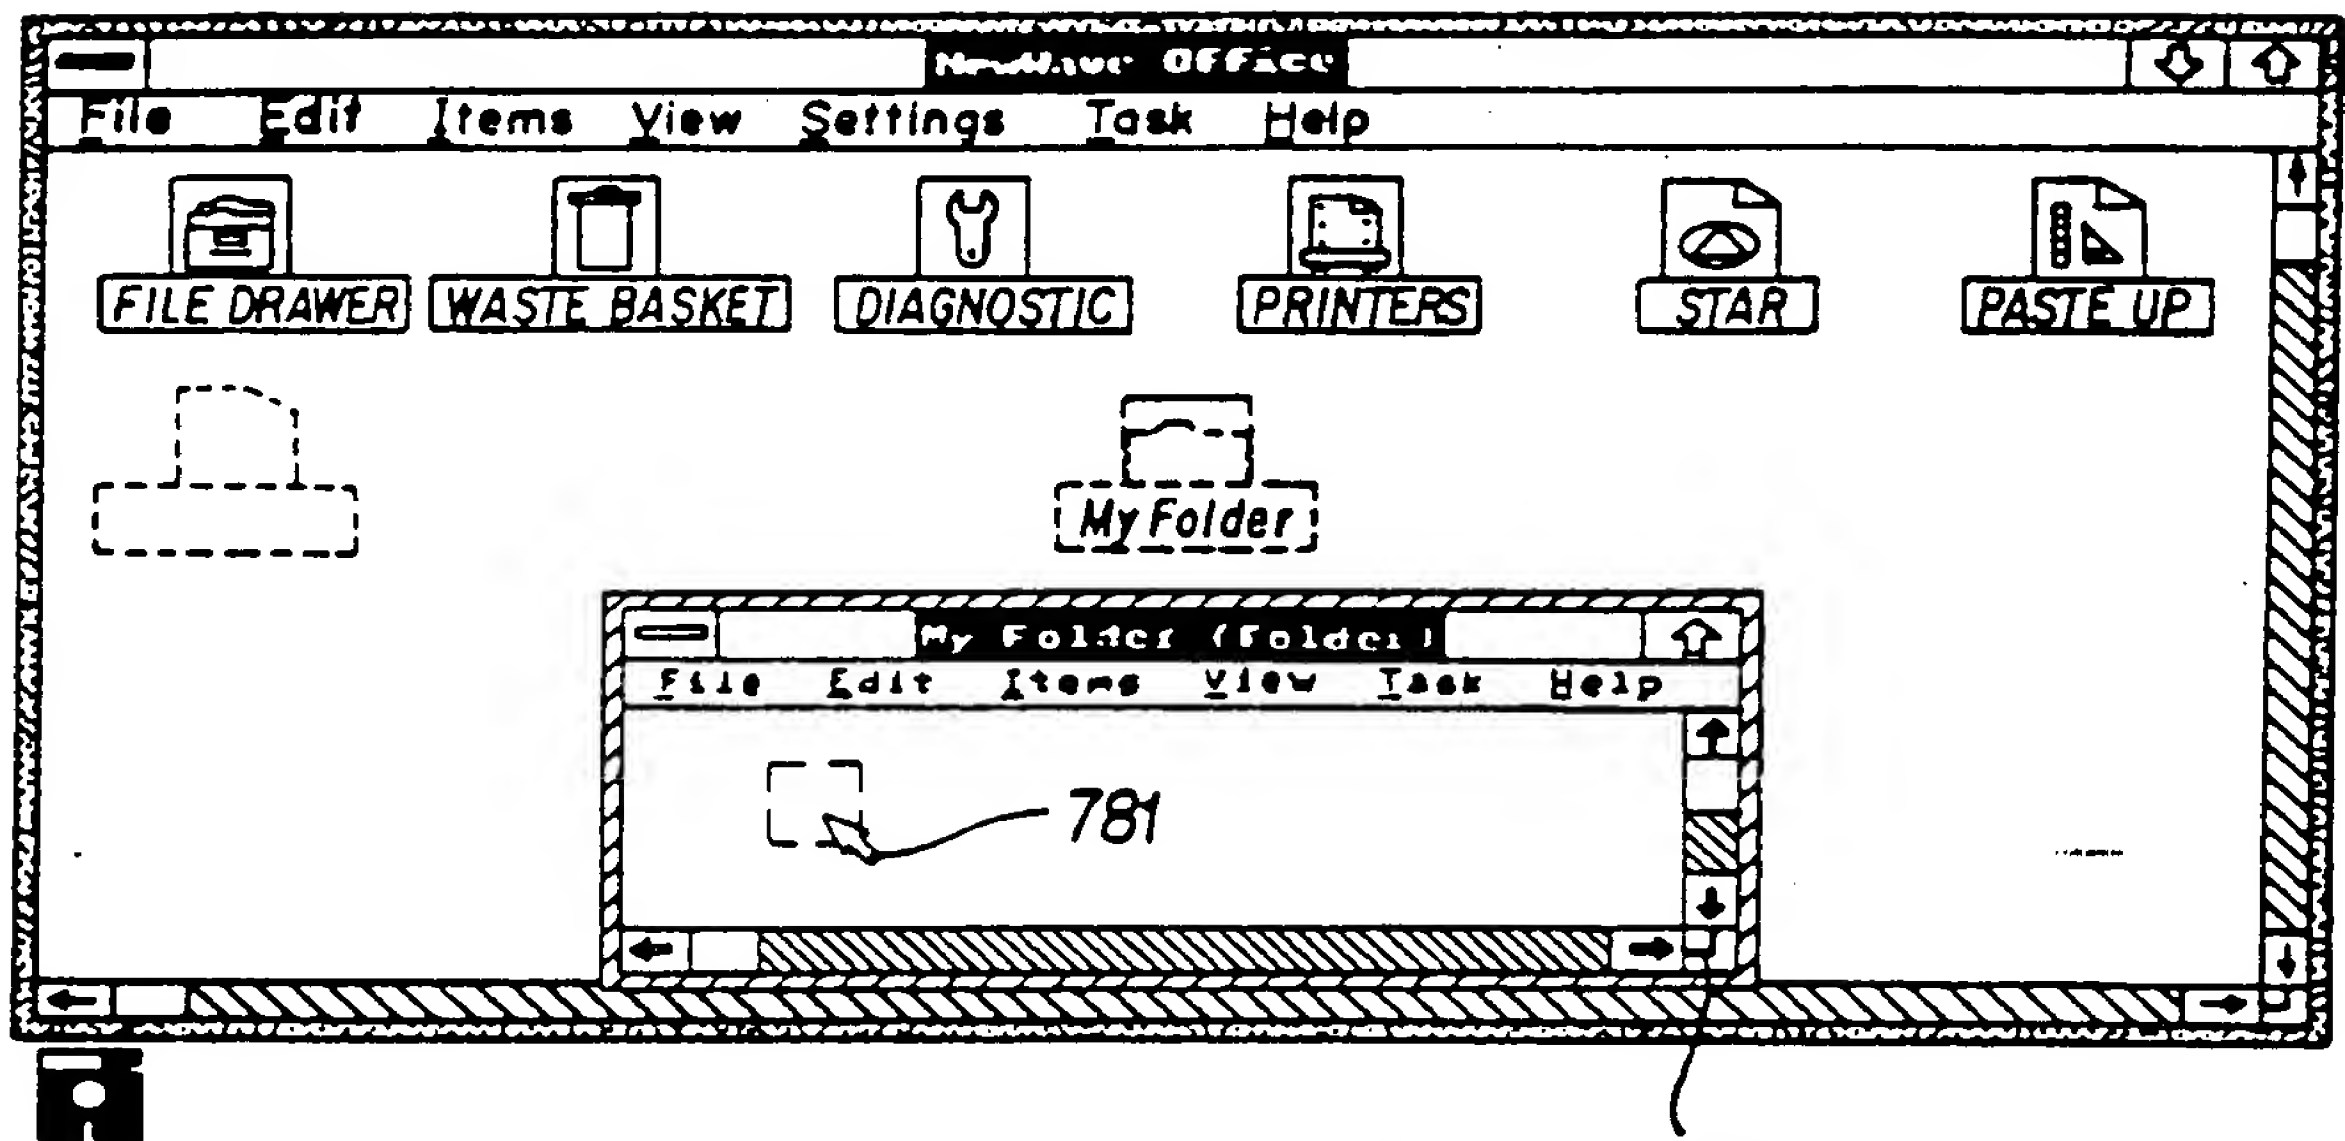 NewWave Office
File Edit Items View Settings Task Help
FILE DRAWER WASTE BASKET DIAGNOSTIC PRINTERS STAR PASTE UP
My Folder
My Folder (Folder)
File Edit Items View Task Help
781